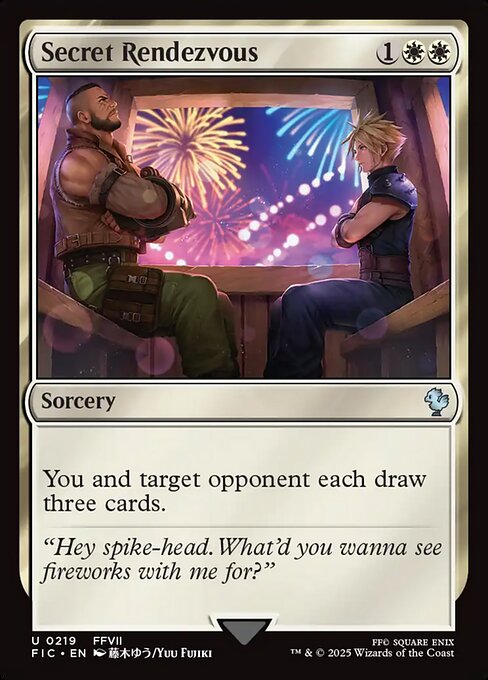 Secret Rendezvous 1
Sorcery
You and target opponent each draw
three cards.
“Hey spike-head. What’d you wanna see
fireworks with me for?”
U 0219 FFVII
FIC • EN 藤木ゆう/Yuu Fujiki
FF© SQUARE ENIX
™ & © 2025 Wizards of the Coast